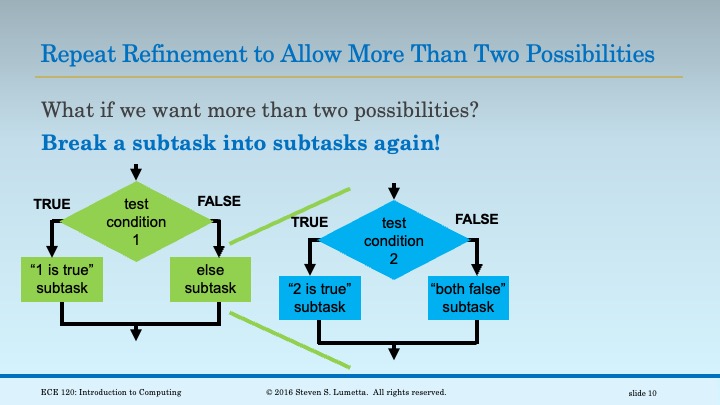 Repeat Refinement to Allow More Than Two Possibilities
What if we want more than two possibilities?
Break a subtask into subtasks again!
TRUE
test
condition
1
FALSE
“1 is true”
subtask
else
subtask
TRUE
test
condition
2
FALSE
“2 is true”
subtask
“both false”
subtask
ECE 120: Introduction to Computing
© 2016 Steven S. Lumetta. All rights reserved.
slide 10